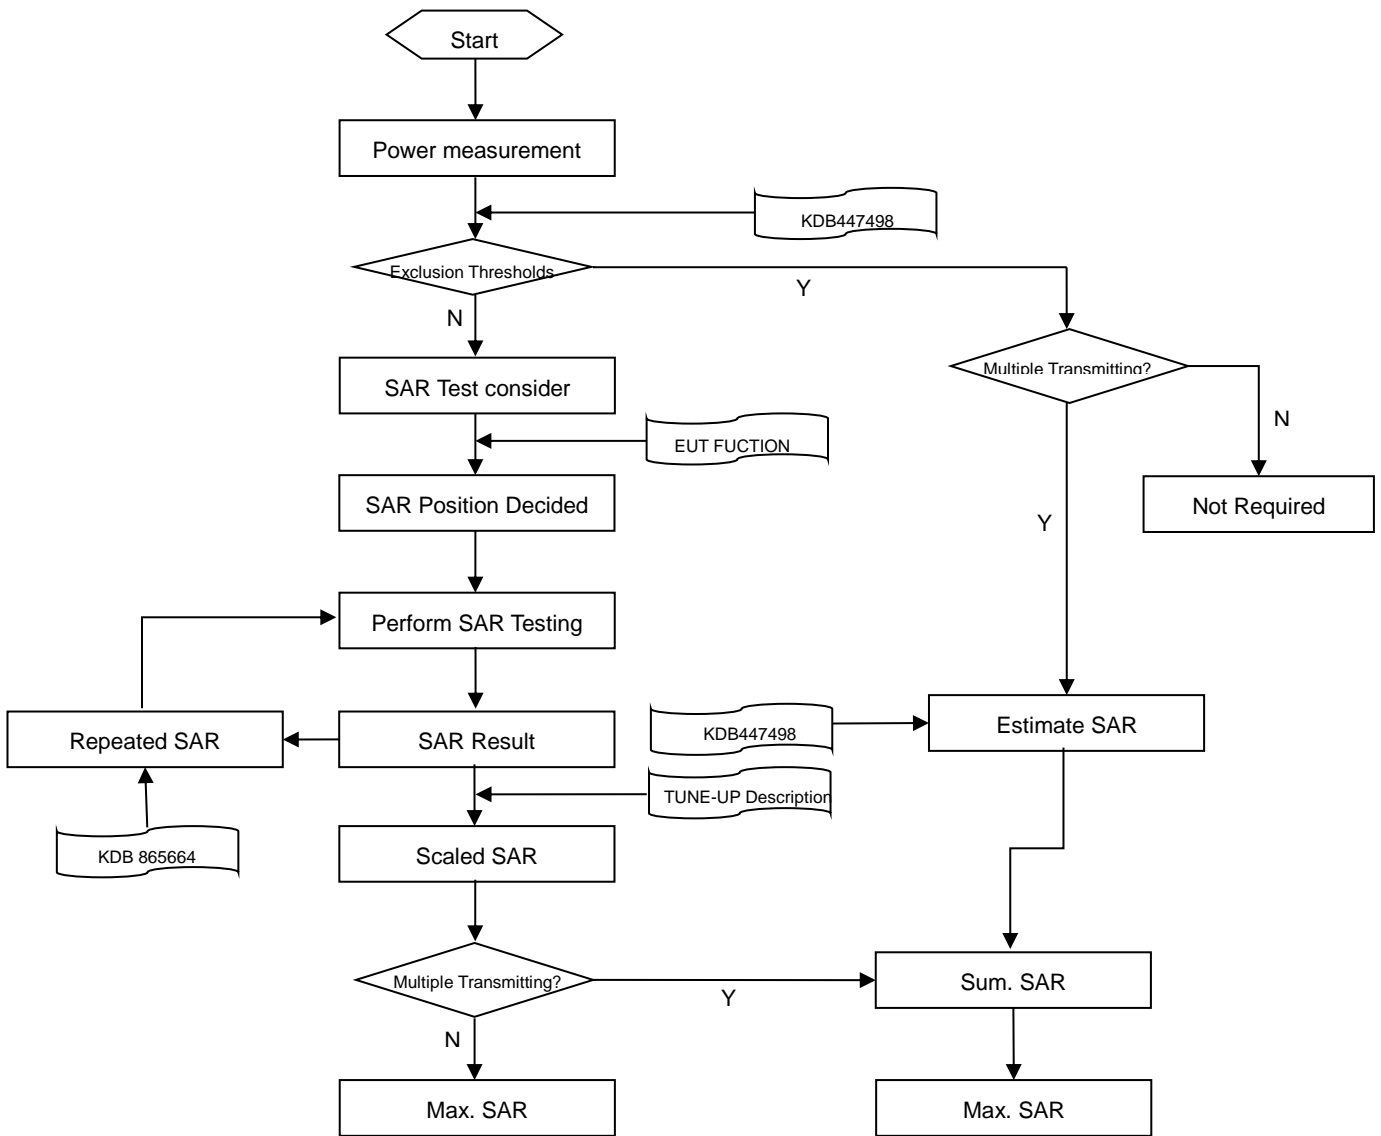 Start
Power measurement
KDB447498
Exclusion Thresholds
Y
N
Multiple Transmitting?
SAR Test consider
N
EUT FUCTION
SAR Position Decided
Not Required
Y
Perform SAR Testing
Repeated SAR
SAR Result
KDB447498
Estimate SAR
TUNE-UP Description
KDB 865664
Scaled SAR
Multiple Transmitting?
Y
Sum. SAR
N
Max. SAR
Max. SAR